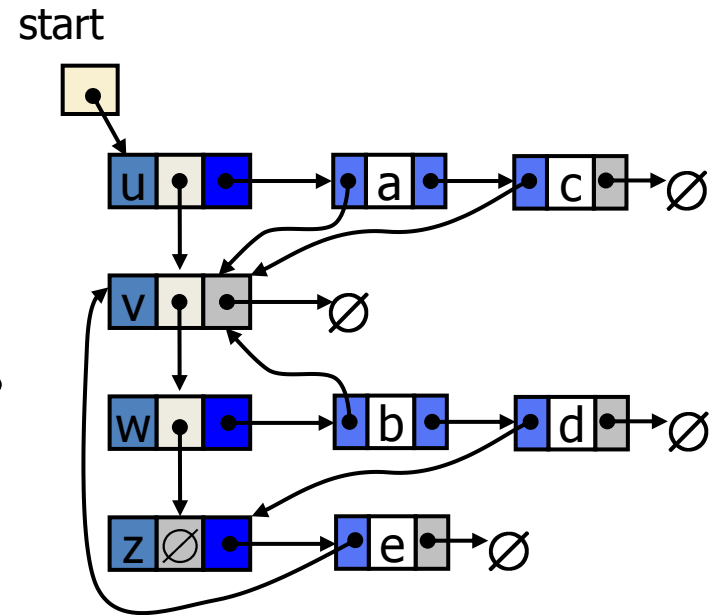 start
u a c ∅
v ∅
w b d ∅
z ∅ e ∅